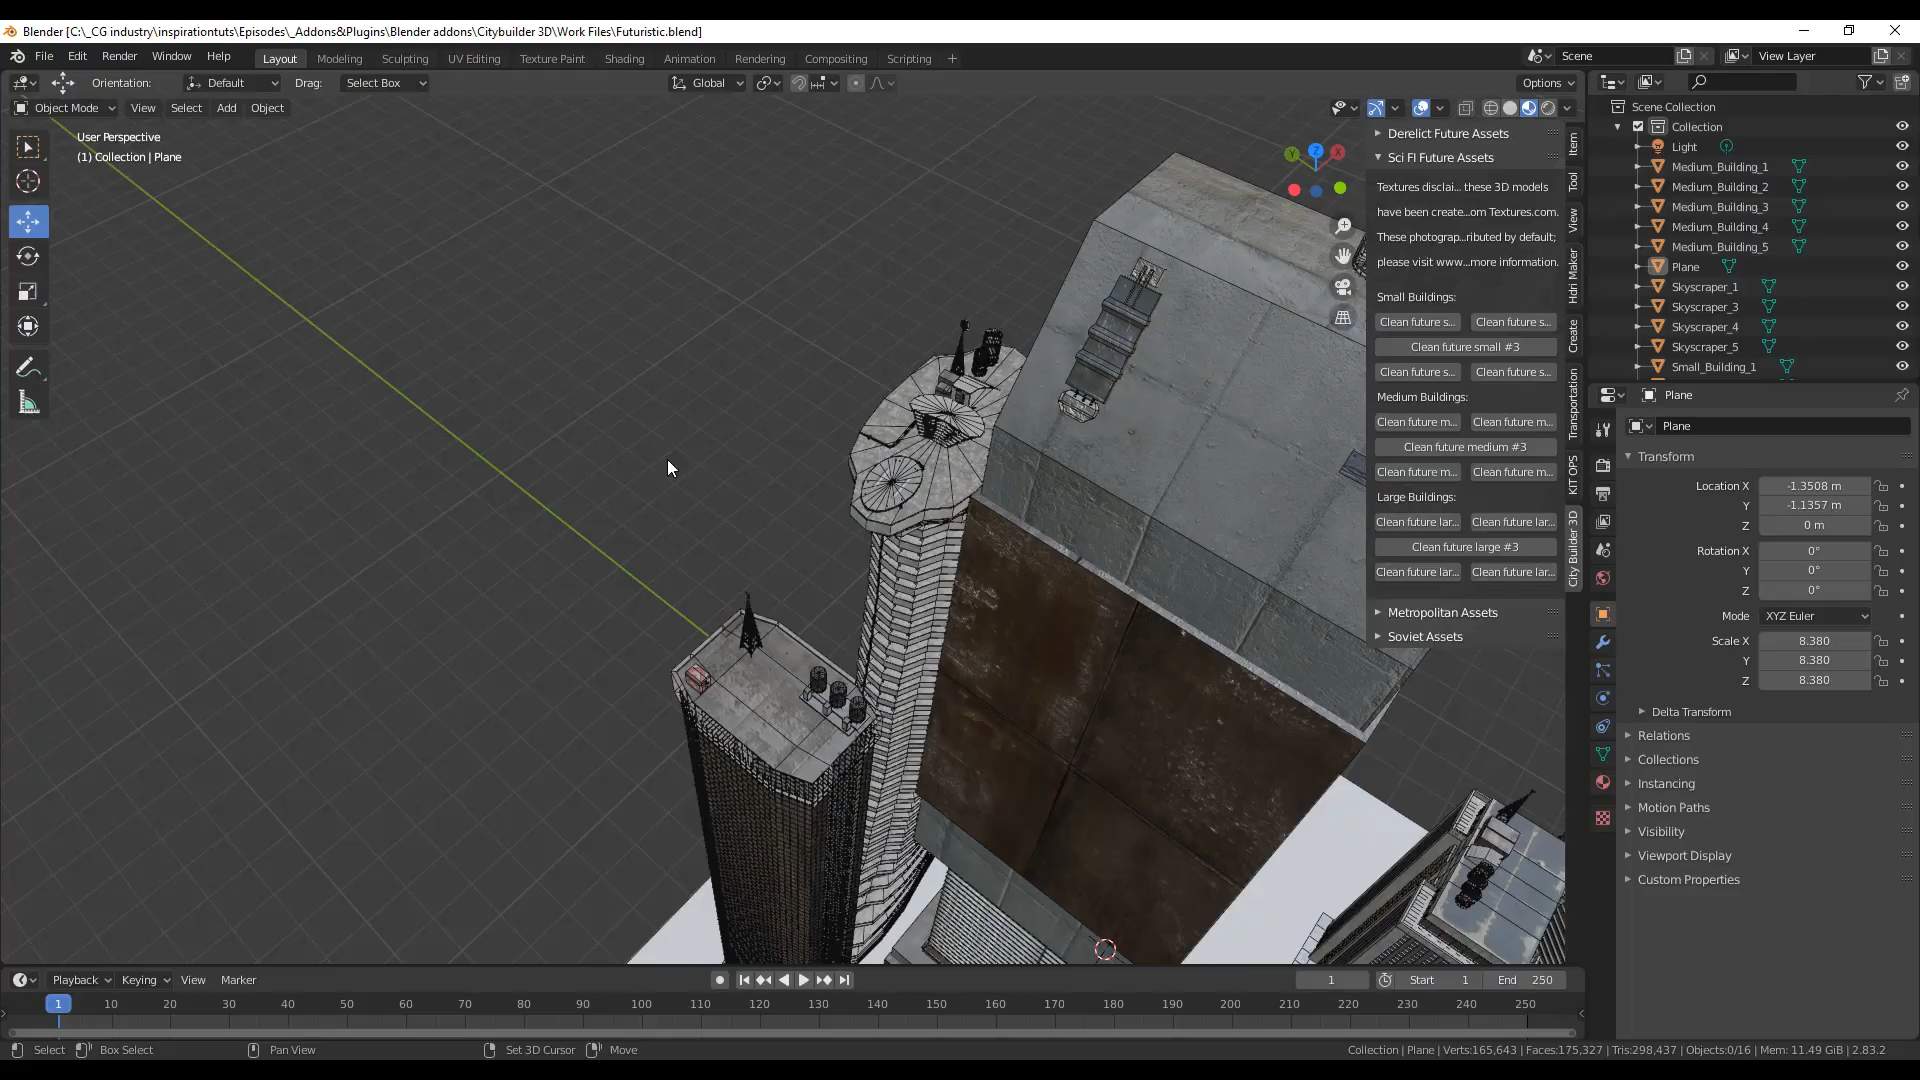 Blender [C:\_CG industry\inspirationtuts\Episodes\_Addons&Plugins\Blender addons\Citybuilder 3D\Work Files\Futuristic.blend]
File Edit Render Window Help Layout Modeling Sculpting UV Editing Texture Paint Shading Animation Rendering Compositing Scripting + Scene View Layer
Orientation: Default Drag: Select Box Global Options
Object Mode View Select Add Object
User Perspective
(1) Collection | Plane
Z
Y
X
Derelict Future Assets
Sci FI Future Assets
Textures disclai... these 3D models
have been create...om Textures.com.
These photograp...ributed by default;
please visit www...more information.
Small Buildings:
Clean future s... Clean future s...
Clean future small #3
Clean future s... Clean future s...
Medium Buildings:
Clean future m... Clean future m...
Clean future medium #3
Clean future m... Clean future m...
Large Buildings:
Clean future lar... Clean future lar...
Clean future large #3
Clean future lar... Clean future lar...
Metropolitan Assets
Soviet Assets
Item
Tool
View
Hdri Maker
Create
Transportation
KIT OPS
City Builder 3D
Scene Collection
Collection
Light
Medium_Building_1
Medium_Building_2
Medium_Building_3
Medium_Building_4
Medium_Building_5
Plane
Skyscraper_1
Skyscraper_3
Skyscraper_4
Skyscraper_5
Small_Building_1
Plane
Plane
Transform
Location X -1.3508 m
Y -1.1357 m
Z 0 m
Rotation X 0°
Y 0°
Z 0°
Mode XYZ Euler
Scale X 8.380
Y 8.380
Z 8.380
Delta Transform
Relations
Collections
Instancing
Motion Paths
Visibility
Viewport Display
Custom Properties
Playback Keying View Marker 1 Start 1 End 250
1 10 20 30 40 50 60 70 80 90 100 110 120 130 140 150 160 170 180 190 200 210 220 230 240 250
Select Box Select Pan View Set 3D Cursor Move Collection | Plane | Verts:165,643 | Faces:175,327 | Tris:298,437 | Objects:0/16 | Mem: 11.49 GiB | 2.83.2